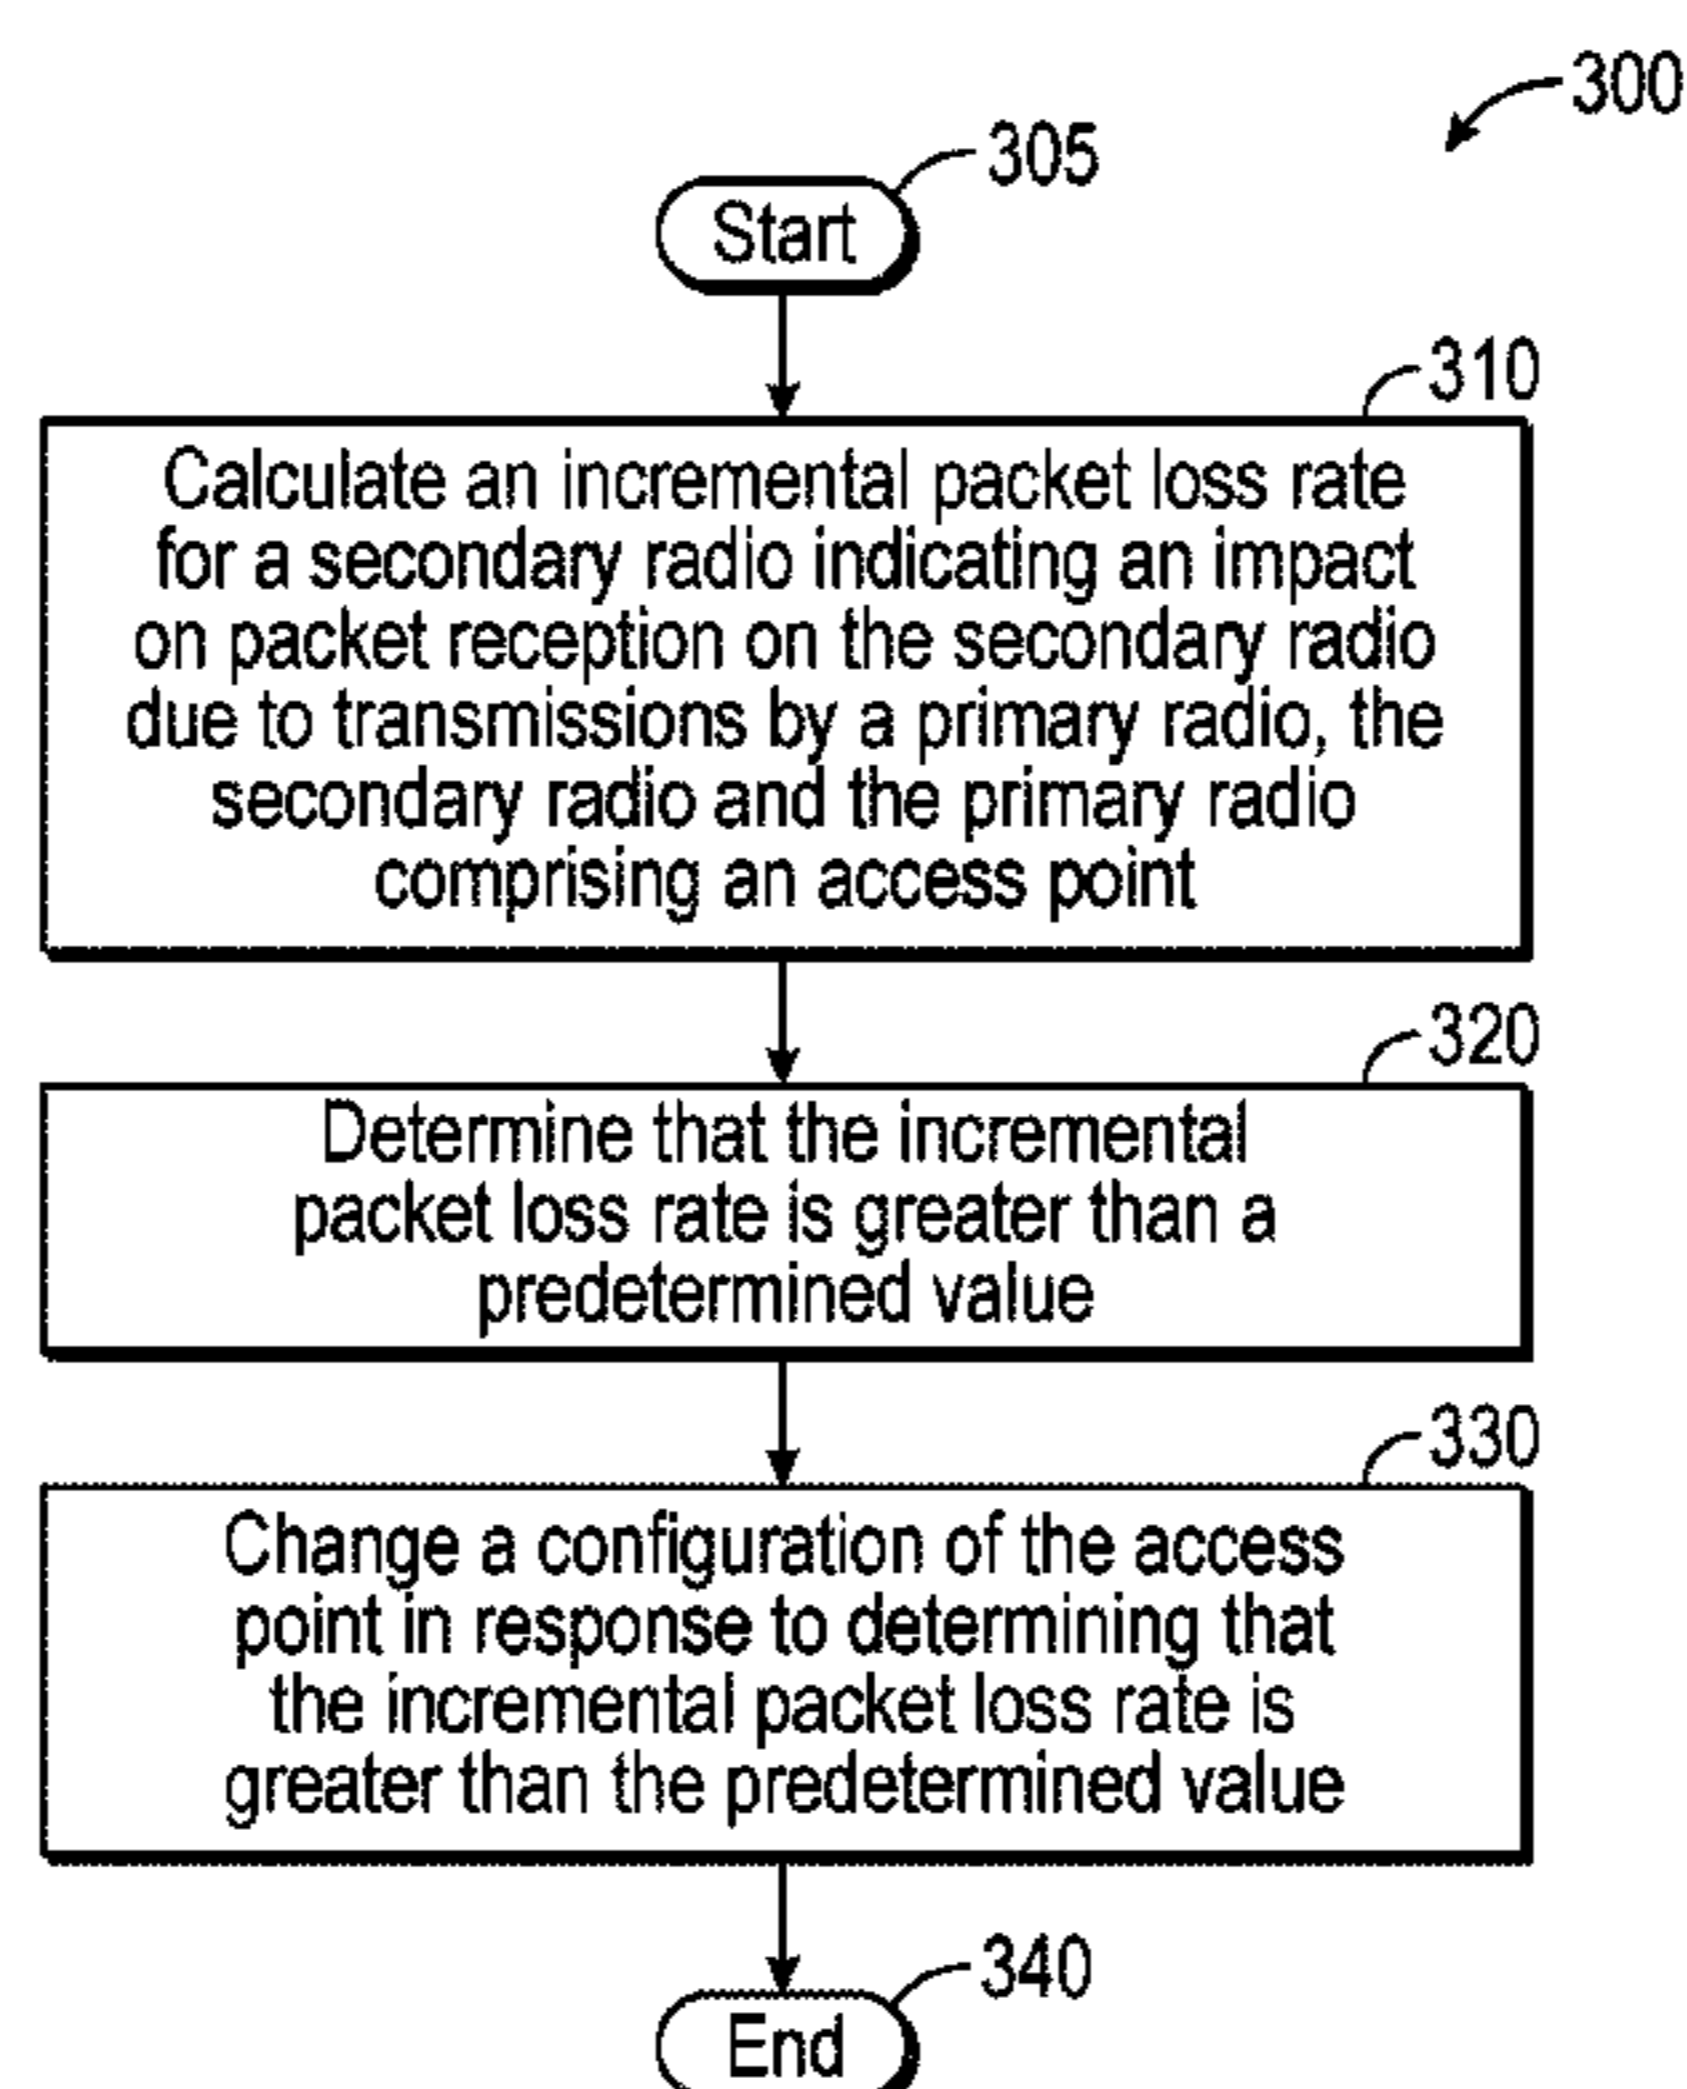 300
305
Start
310
Calculate an incremental packet loss rate
for a secondary radio indicating an impact
on packet reception on the secondary radio
due to transmissions by a primary radio, the
secondary radio and the primary radio
comprising an access point
320
Determine that the incremental
packet loss rate is greater than a
predetermined value
330
Change a configuration of the access
point in response to determining that
the incremental packet loss rate is
greater than the predetermined value
340
End